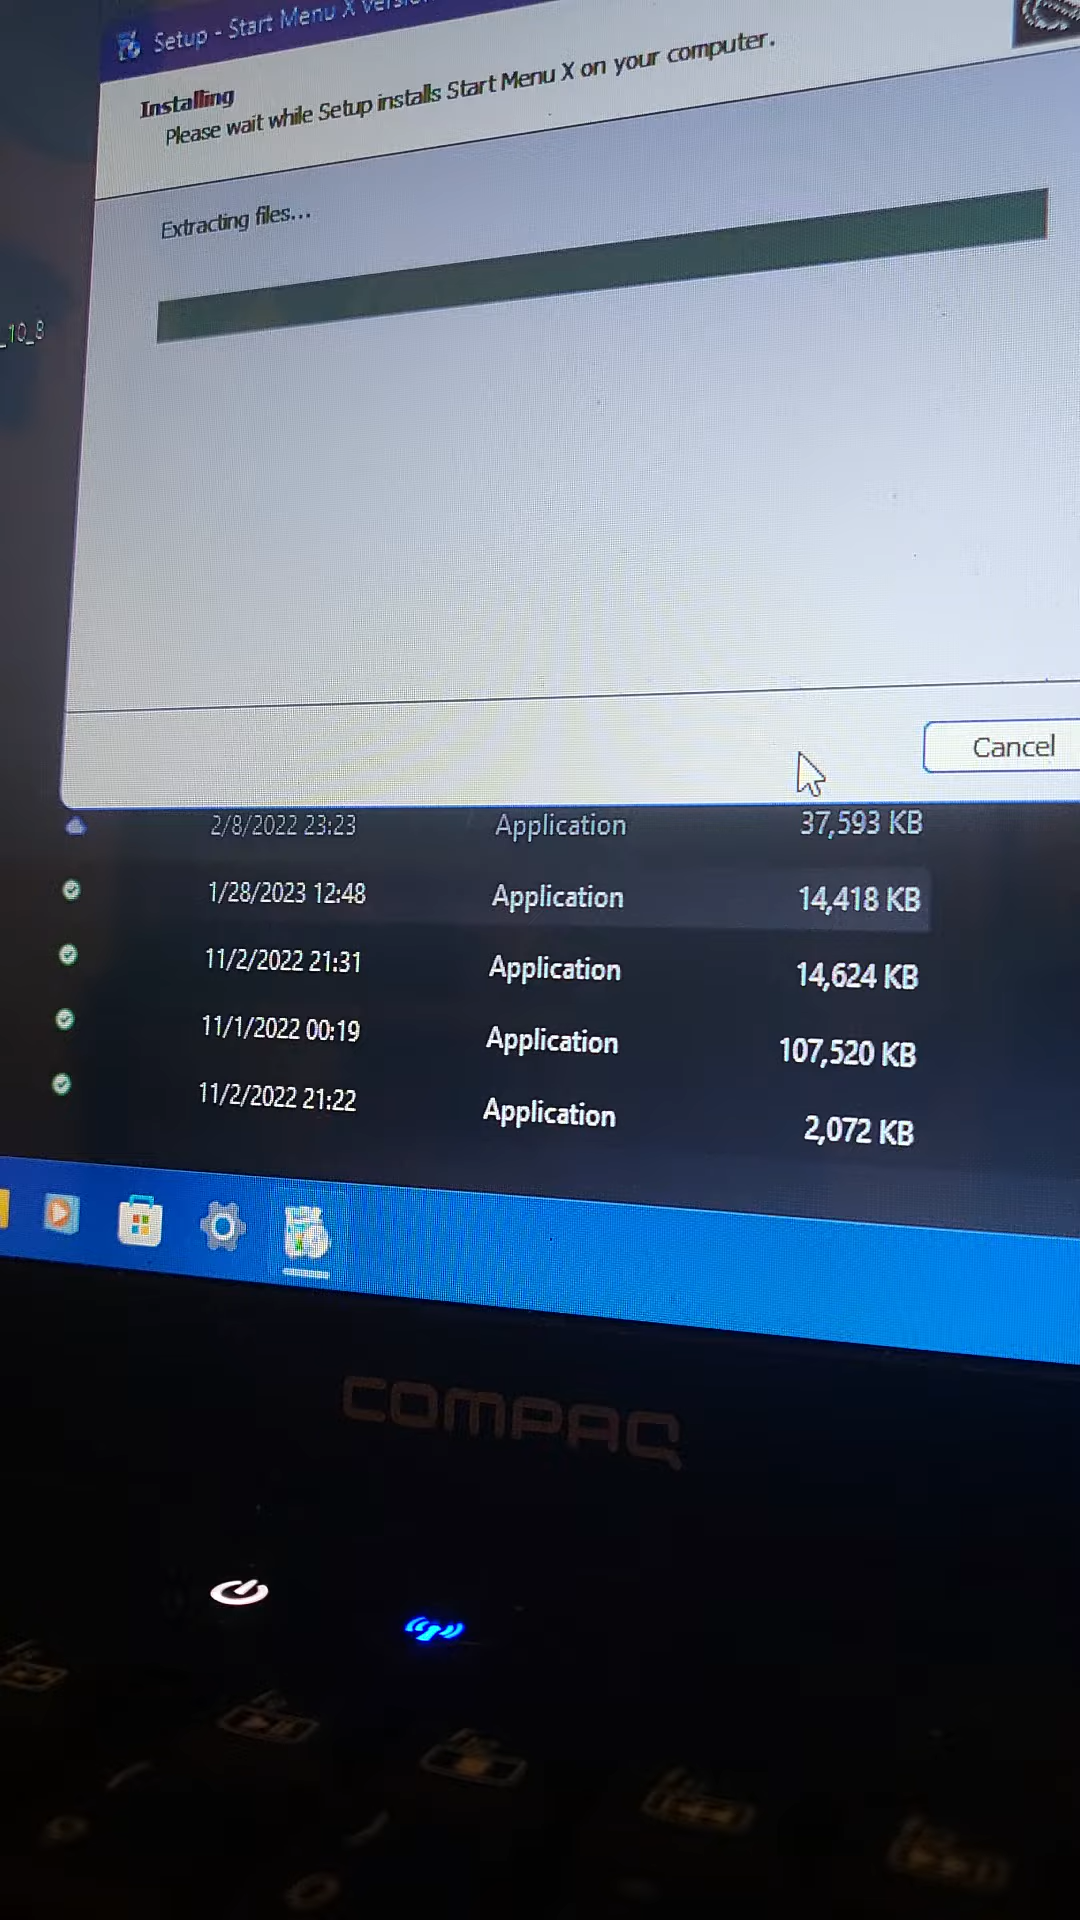 Setup - Start Menu X
Installing
Please wait while Setup installs Start Menu X on your computer.
Extracting files...
_10_8
Cancel
2/8/2022 23:23 Application 37,593 KB
1/28/2023 12:48 Application 14,418 KB
11/2/2022 21:31 Application 14,624 KB
11/1/2022 00:19 Application 107,520 KB
11/2/2022 21:22 Application 2,072 KB
COMPAQ